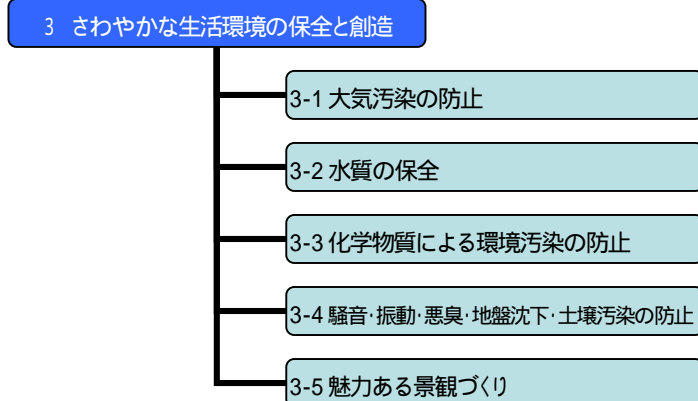 3 さわやかな生活環境の保全と創造
3-1 大気汚染の防止
3-2 水質の保全
3-3 化学物質による環境汚染の防止
3-4 騒音･振動･悪臭･地盤沈下･土壌汚染の防止
3-5 魅力ある景観づくり